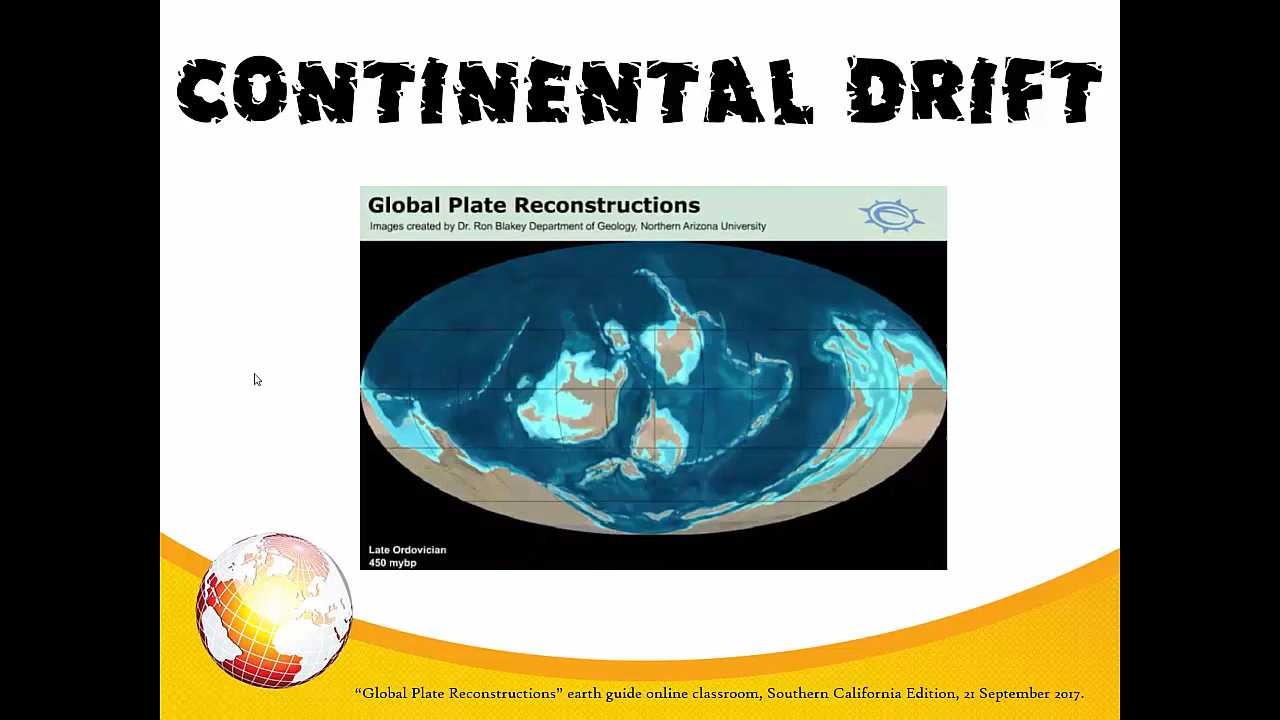 CONTINENTAL DRIFT
Global Plate Reconstructions
Images created by Dr. Ron Blakey Department of Geology, Northern Arizona University
Late Ordovician
450 mybp
“Global Plate Reconstructions” earth guide online classroom, Southern California Edition, 21 September 2017.